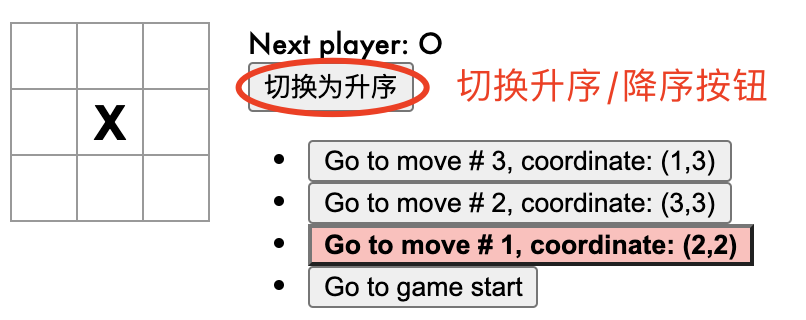 Next player: O
切换为升序
切换升序/降序按钮
X
Go to move # 3, coordinate: (1,3)
Go to move # 2, coordinate: (3,3)
Go to move # 1, coordinate: (2,2)
Go to game start